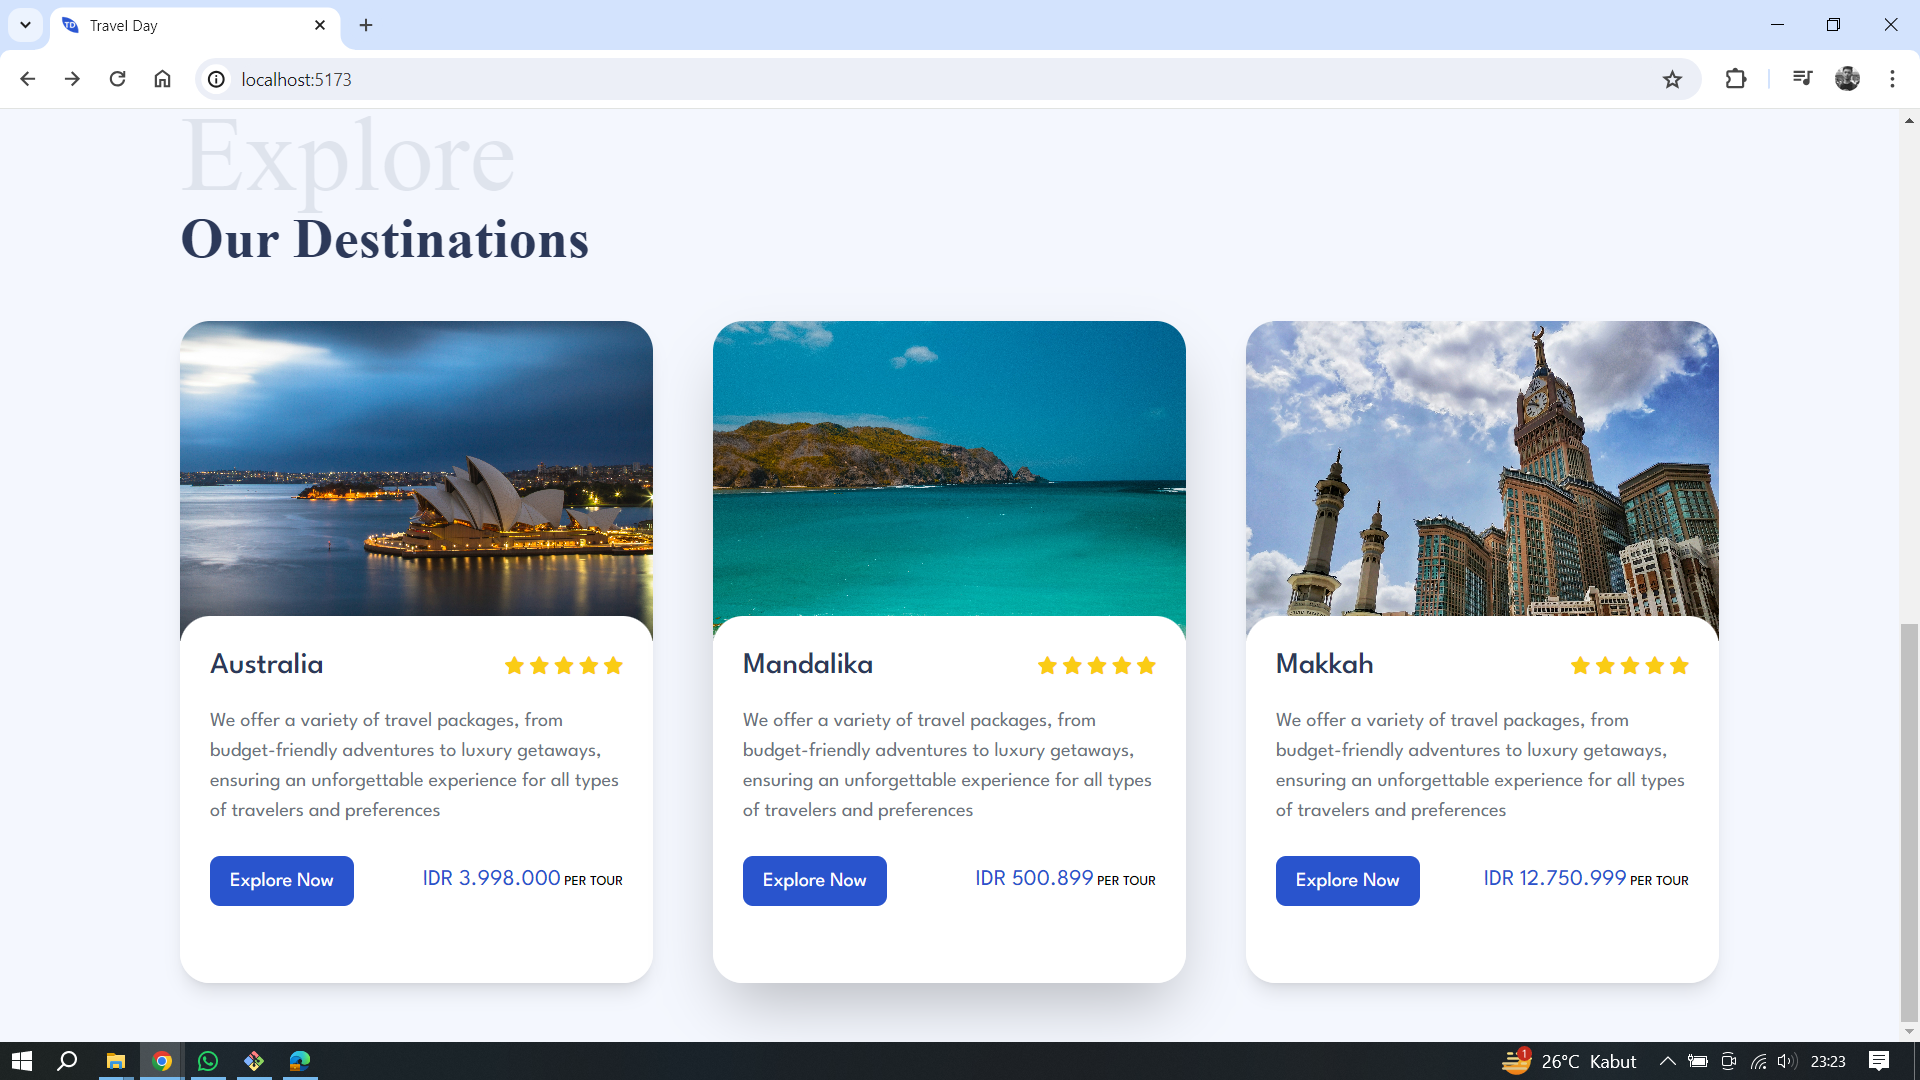 Travel Day
localhost:5173
Explore
Our Destinations
Australia
We offer a variety of travel packages, from
budget-friendly adventures to luxury getaways,
ensuring an unforgettable experience for all types
of travelers and preferences
Explore Now
IDR 3.998.000 PER TOUR
Mandalika
We offer a variety of travel packages, from
budget-friendly adventures to luxury getaways,
ensuring an unforgettable experience for all types
of travelers and preferences
Explore Now
IDR 500.899 PER TOUR
Makkah
We offer a variety of travel packages, from
budget-friendly adventures to luxury getaways,
ensuring an unforgettable experience for all types
of travelers and preferences
Explore Now
IDR 12.750.999 PER TOUR
1
26°C Kabut
23:23